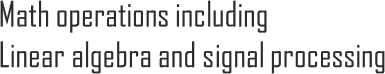 Math operations including
Linear algebra and signal processing